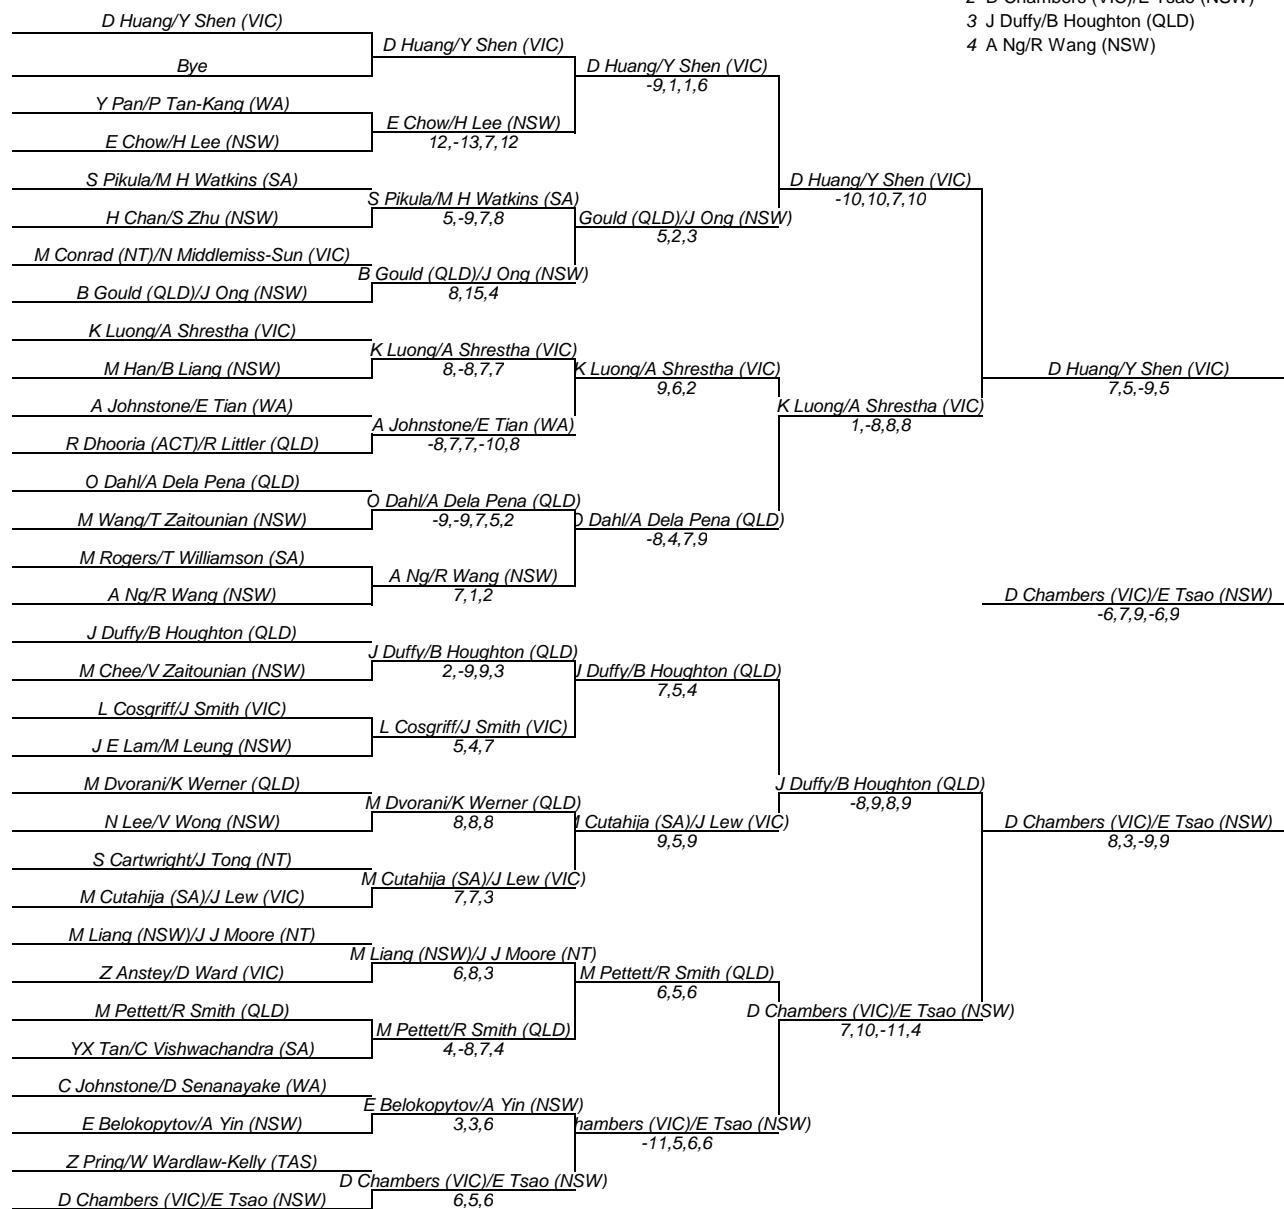 2 D Chambers (VIC)/E Tsao (NSW)
3 J Duffy/B Houghton (QLD)
4 A Ng/R Wang (NSW)
D Huang/Y Shen (VIC)
Bye
Y Pan/P Tan-Kang (WA)
E Chow/H Lee (NSW)
S Pikula/M H Watkins (SA)
H Chan/S Zhu (NSW)
M Conrad (NT)/N Middlemiss-Sun (VIC)
B Gould (QLD)/J Ong (NSW)
K Luong/A Shrestha (VIC)
M Han/B Liang (NSW)
A Johnstone/E Tian (WA)
R Dhooria (ACT)/R Littler (QLD)
O Dahl/A Dela Pena (QLD)
M Wang/T Zaitounian (NSW)
M Rogers/T Williamson (SA)
A Ng/R Wang (NSW)
J Duffy/B Houghton (QLD)
M Chee/V Zaitounian (NSW)
L Cosgriff/J Smith (VIC)
J E Lam/M Leung (NSW)
M Dvorani/K Werner (QLD)
N Lee/V Wong (NSW)
S Cartwright/J Tong (NT)
M Cutahija (SA)/J Lew (VIC)
M Liang (NSW)/J J Moore (NT)
Z Anstey/D Ward (VIC)
M Pettett/R Smith (QLD)
YX Tan/C Vishwachandra (SA)
C Johnstone/D Senanayake (WA)
E Belokopytov/A Yin (NSW)
Z Pring/W Wardlaw-Kelly (TAS)
D Chambers (VIC)/E Tsao (NSW)
D Huang/Y Shen (VIC)
E Chow/H Lee (NSW)
12,-13,7,12
S Pikula/M H Watkins (SA)
5,-9,7,8
B Gould (QLD)/J Ong (NSW)
8,15,4
K Luong/A Shrestha (VIC)
8,-8,7,7
A Johnstone/E Tian (WA)
-8,7,7,-10,8
O Dahl/A Dela Pena (QLD)
-9,-9,7,5,2
A Ng/R Wang (NSW)
7,1,2
J Duffy/B Houghton (QLD)
2,-9,9,3
L Cosgriff/J Smith (VIC)
5,4,7
M Dvorani/K Werner (QLD)
8,8,8
M Cutahija (SA)/J Lew (VIC)
7,7,3
M Liang (NSW)/J J Moore (NT)
6,8,3
M Pettett/R Smith (QLD)
4,-8,7,4
E Belokopytov/A Yin (NSW)
3,3,6
D Chambers (VIC)/E Tsao (NSW)
6,5,6
D Huang/Y Shen (VIC)
-9,1,1,6
Gould (QLD)/J Ong (NSW)
5,2,3
K Luong/A Shrestha (VIC)
9,6,2
Dahl/A Dela Pena (QLD)
-8,4,7,9
J Duffy/B Houghton (QLD)
7,5,4
Cutahija (SA)/J Lew (VIC)
9,5,9
M Pettett/R Smith (QLD)
6,5,6
hambers (VIC)/E Tsao (NSW)
-11,5,6,6
D Huang/Y Shen (VIC)
-10,10,7,10
K Luong/A Shrestha (VIC)
1,-8,8,8
J Duffy/B Houghton (QLD)
-8,9,8,9
D Chambers (VIC)/E Tsao (NSW)
7,10,-11,4
D Huang/Y Shen (VIC)
7,5,-9,5
D Chambers (VIC)/E Tsao (NSW)
-6,7,9,-6,9
D Chambers (VIC)/E Tsao (NSW)
8,3,-9,9